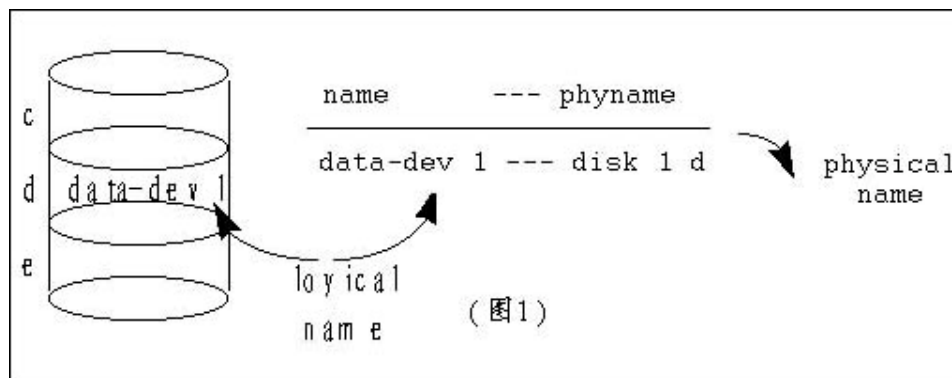 name --- phyname
c
data-dev 1 --- disk 1 d
physical
name
d data-dev 1
e
loyical
name
(图1)